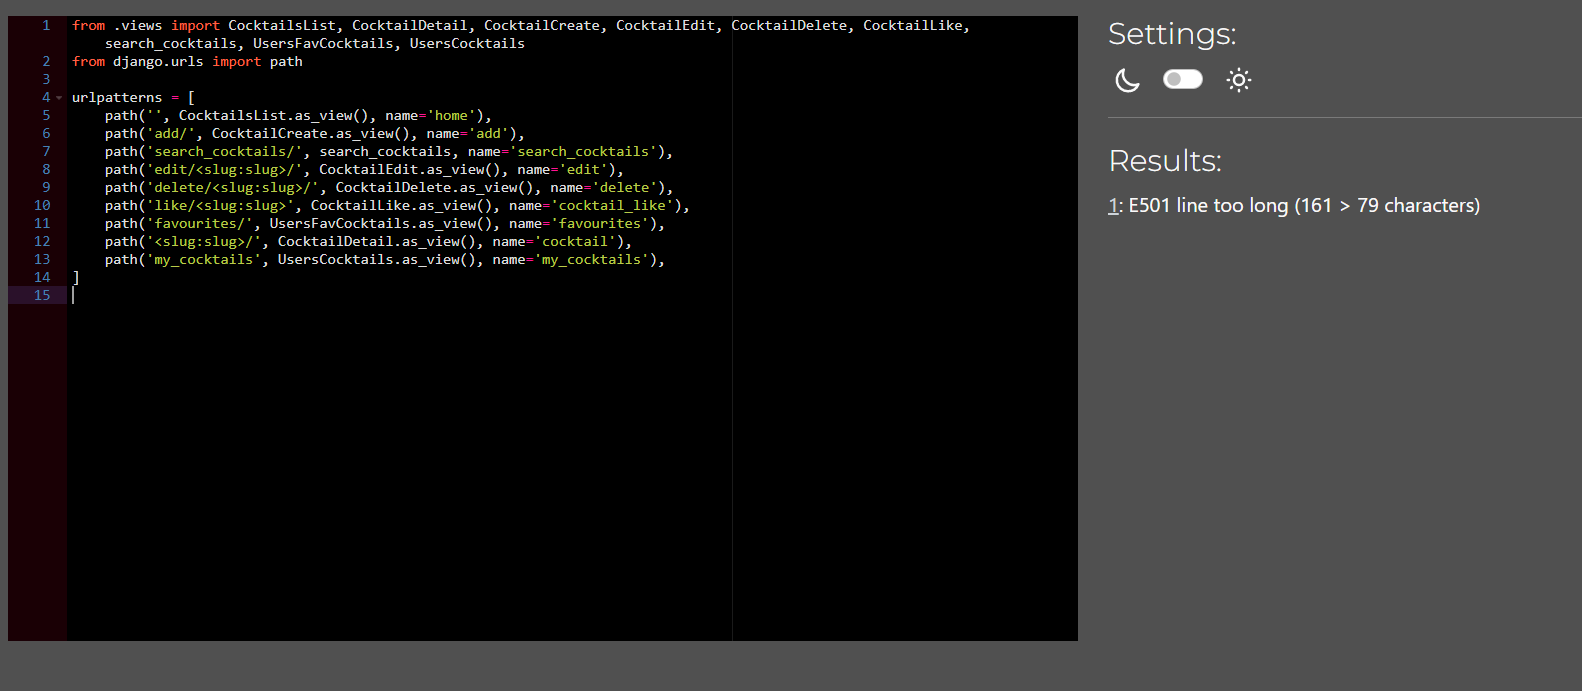 1 from .views import CocktailsList, CocktailDetail, CocktailCreate, CocktailEdit, CocktailDelete, CocktailLike,
search_cocktails, UsersFavCocktails, UsersCocktails
2 from django.urls import path
3
4 urlpatterns = [
5 path('', CocktailsList.as_view(), name='home'),
6 path('add/', CocktailCreate.as_view(), name='add'),
7 path('search_cocktails/', search_cocktails, name='search_cocktails'),
8 path('edit/<slug:slug>/', CocktailEdit.as_view(), name='edit'),
9 path('delete/<slug:slug>/', CocktailDelete.as_view(), name='delete'),
10 path('like/<slug:slug>', CocktailLike.as_view(), name='cocktail_like'),
11 path('favourites/', UsersFavCocktails.as_view(), name='favourites'),
12 path('<slug:slug>/', CocktailDetail.as_view(), name='cocktail'),
13 path('my_cocktails', UsersCocktails.as_view(), name='my_cocktails'),
14 ]
15
Settings:
Results:
1: E501 line too long (161 > 79 characters)